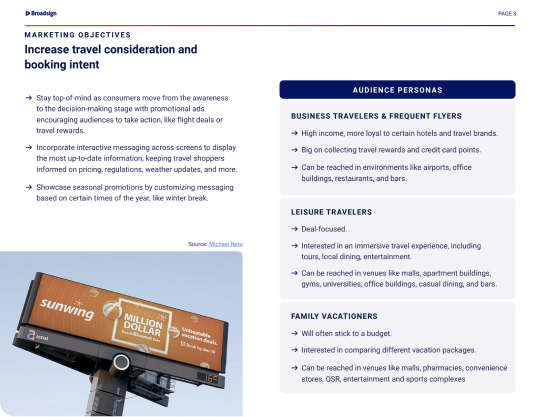 Broadsign
PAGE 3
MARKETING OBJECTIVES
Increase travel consideration and
booking intent
→ Stay top-of-mind as consumers move from the awareness
to the decision-making stage with promotional ads
encouraging audiences to take action, like flight deals or
travel rewards.
→ Incorporate interactive messaging across screens to display
the most up-to-date information, keeping travel shoppers
informed on pricing, regulations, weather updates, and more.
→ Showcase seasonal promotions by customizing messaging
based on certain times of the year, like winter break.
Source: Michael Neto
sunwing
MILLION
DOLLAR
Unbeatable
vacation deals.
astral
AUDIENCE PERSONAS
BUSINESS TRAVELERS & FREQUENT FLYERS
→ High income, more loyal to certain hotels and travel brands.
→ Big on collecting travel rewards and credit card points.
→ Can be reached in environments like airports, office
buildings, restaurants, and bars.
LEISURE TRAVELERS
→ Deal-focused.
→ Interested in an immersive travel experience, including
tours, local dining, entertainment.
→ Can be reached in venues like malls, apartment buildings,
gyms, universities, office buildings, casual dining, and bars.
FAMILY VACATIONERS
→ Will often stick to a budget.
→ Interested in comparing different vacation packages.
→ Can be reached in venues like malls, pharmacies, convenience
stores, QSR, entertainment and sports complexes